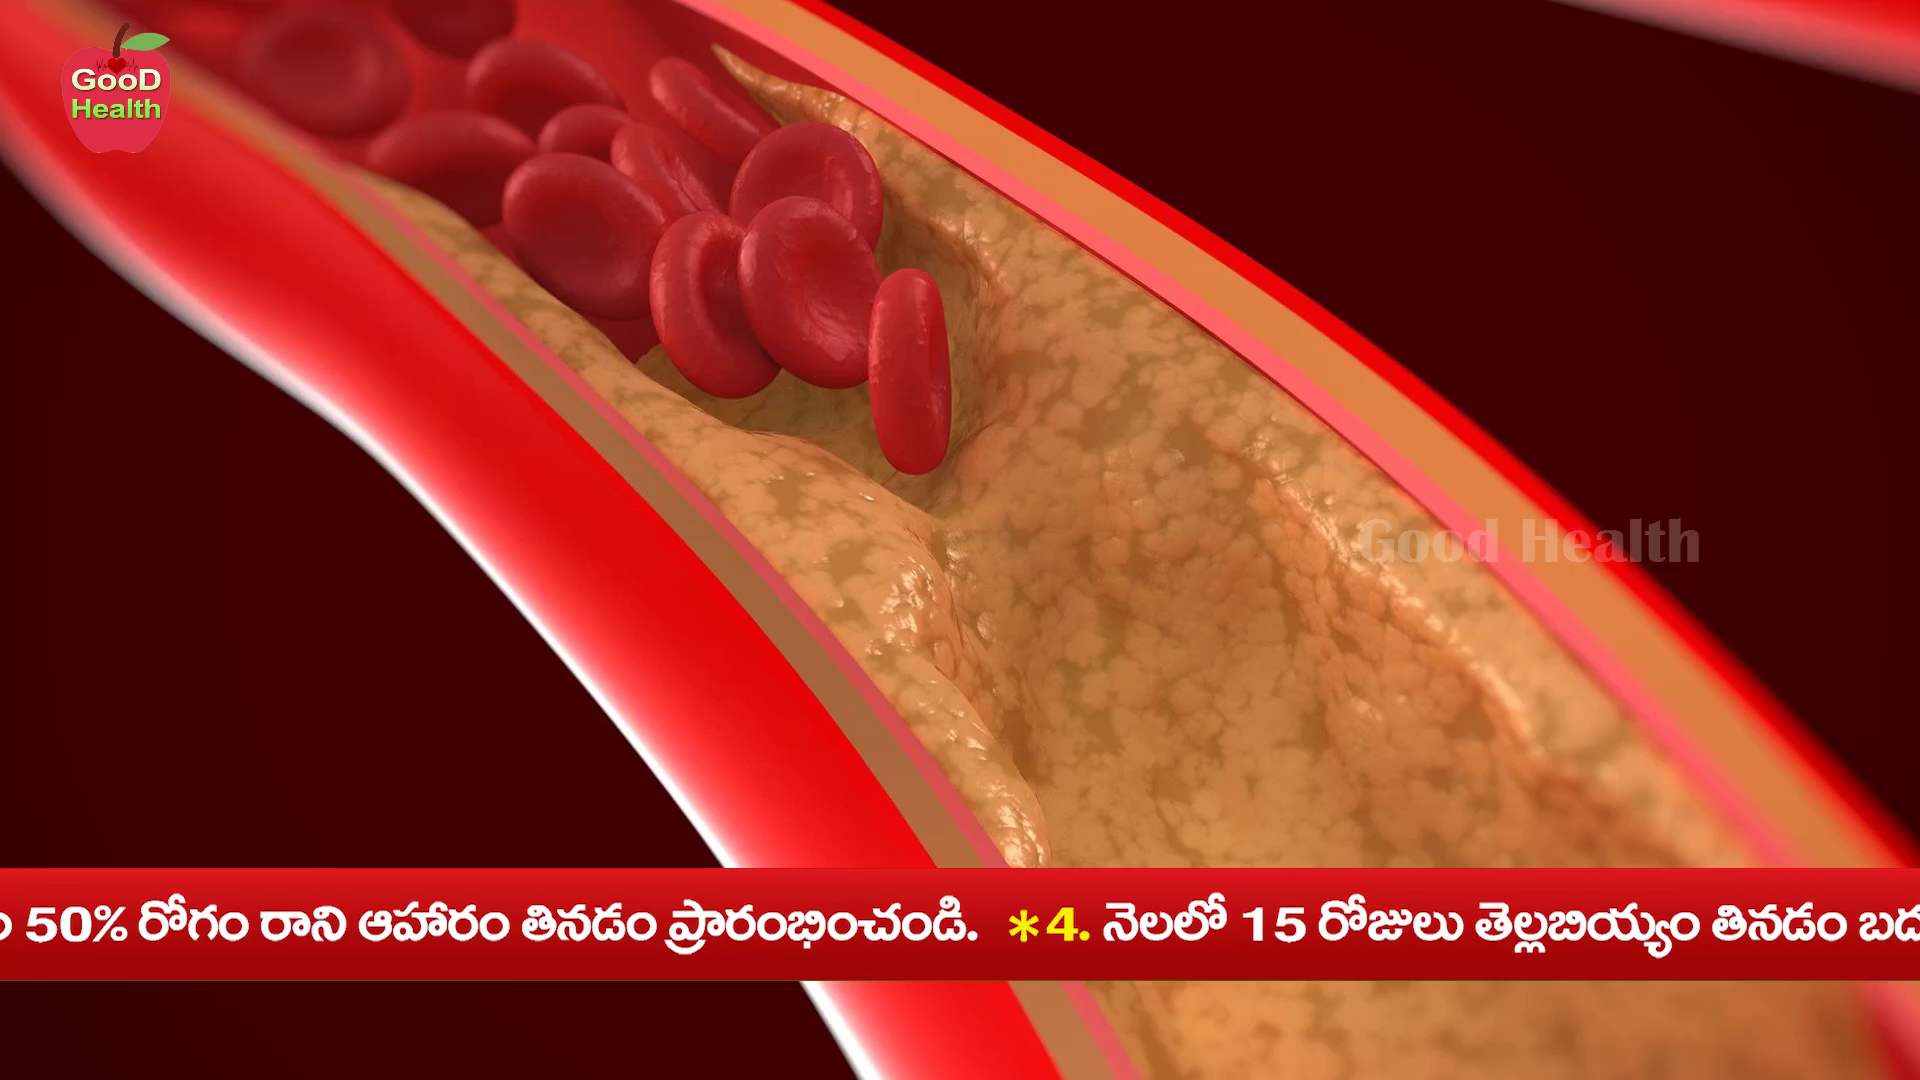 GooD
Health
Good Health
50% రోగం రాని ఆహారం తినడం ప్రారంభించండి. *4. నెలలో 15 రోజులు తెల్లబియ్యం తినడం